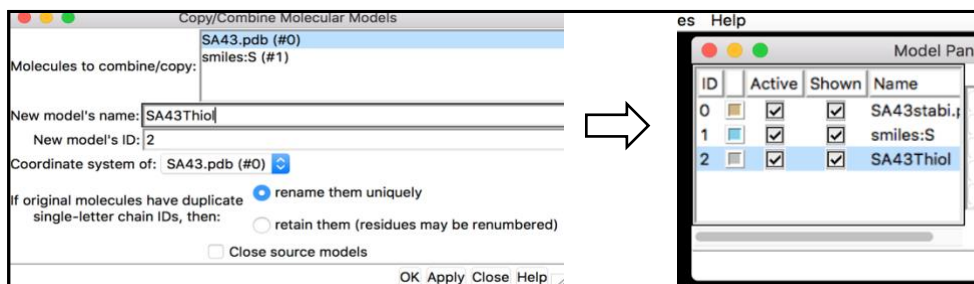 Copy/Combine Molecular Models
Molecules to combine/copy:
SA43.pdb (#0)
smiles:S (#1)
New model's name: SA43Thiol
New model's ID: 2
Coordinate system of: SA43.pdb (#0)
If original molecules have duplicate
single-letter chain IDs, then:
rename them uniquely
retain them (residues may be renumbered)
Close source models
OK Apply Close Help
es Help
Model Pan
ID Active Shown Name
0 SA43stabi.p
1 smiles:S
2 SA43Thiol